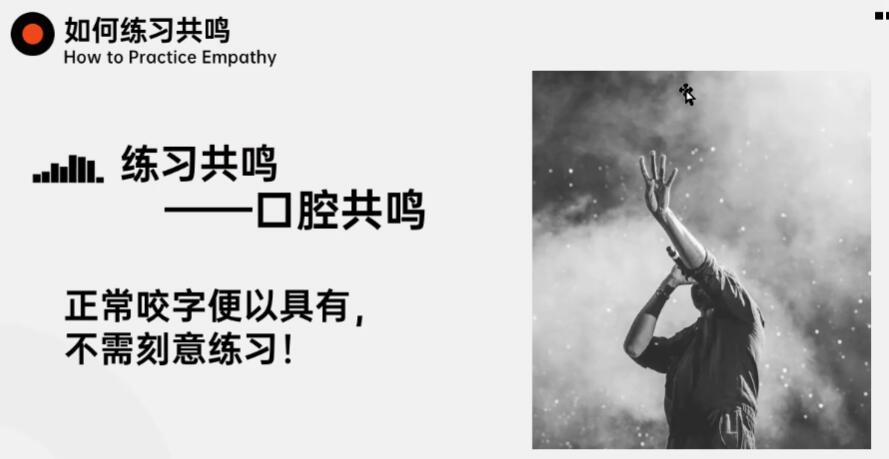 如何练习共鸣
How to Practice Empathy
练习共鸣
——口腔共鸣
正常咬字便以具有，
不需刻意练习！